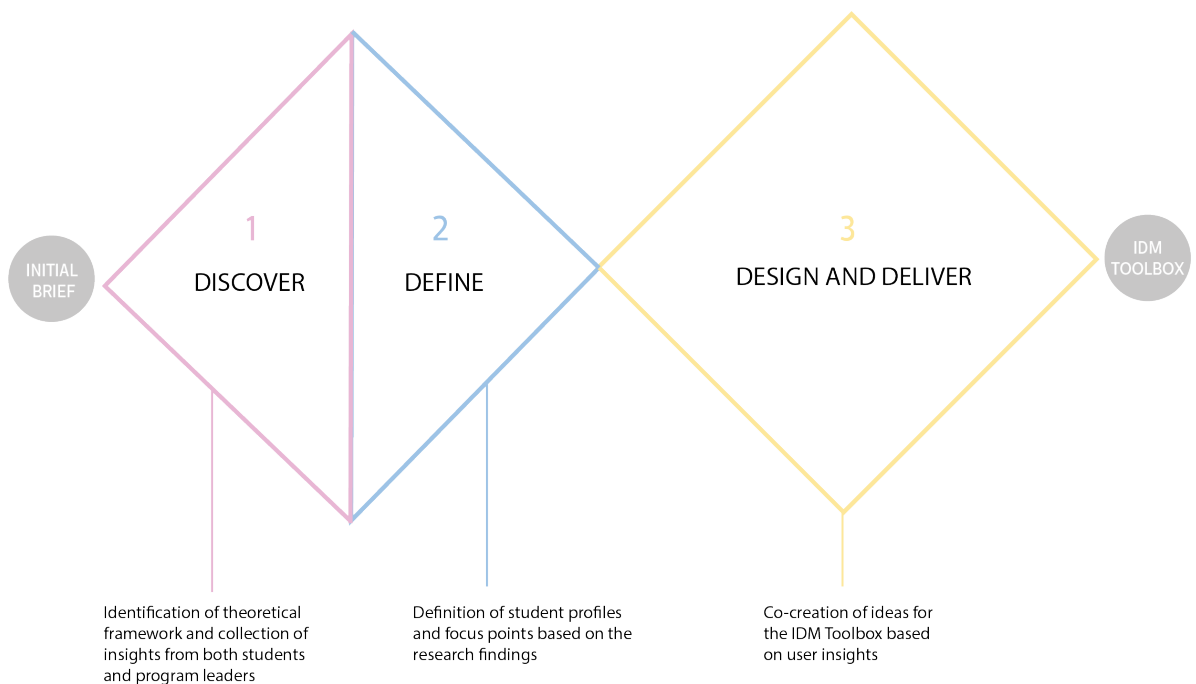 INITIAL
BRIEF
1
DISCOVER
2
DEFINE
3
DESIGN AND DELIVER
IDM
TOOLBOX
Identification of theoretical
framework and collection of
insights from both students
and program leaders
Definition of student profiles
and focus points based on the
research findings
Co-creation of ideas for
the IDM Toolbox based
on user insights